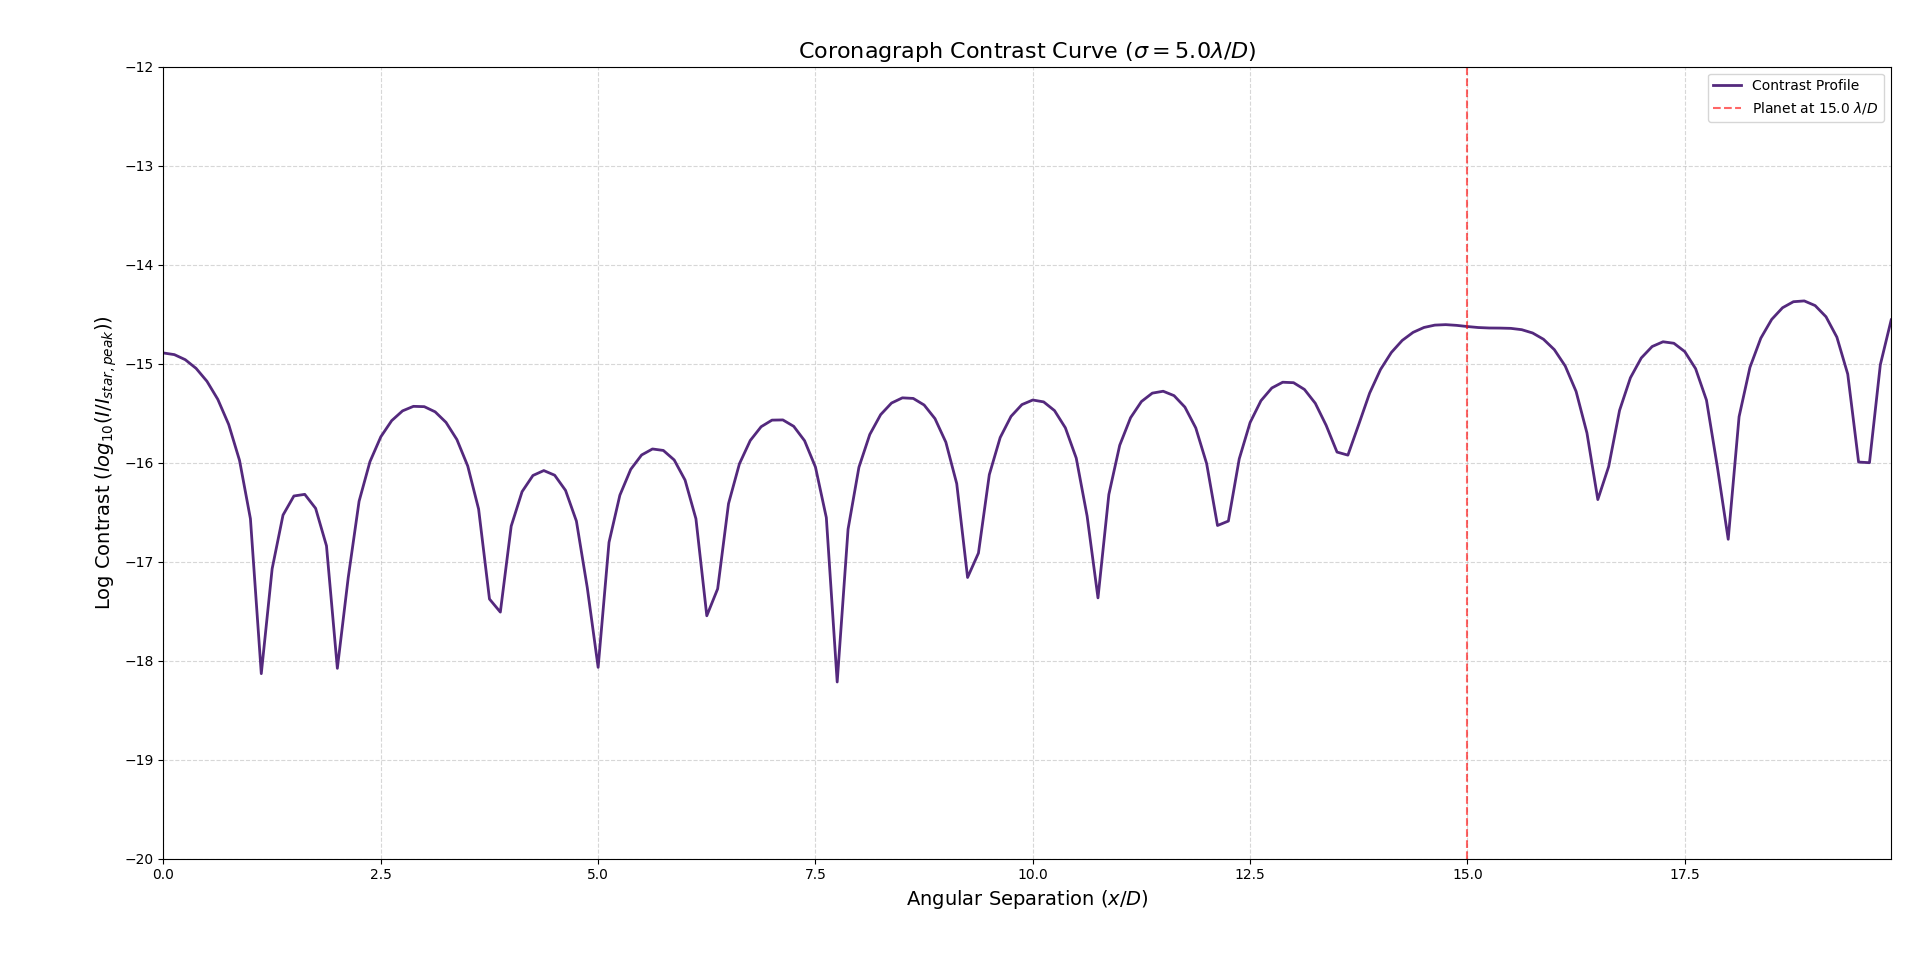 Coronagraph Contrast Curve (σ = 5.0λ/D)
Contrast Profile
Planet at 15.0 λ/D
Log Contrast (log₁₀(I/I_{star,peak}))
−12
−13
−14
−15
−16
−17
−18
−19
−20
0.0 2.5 5.0 7.5 10.0 12.5 15.0 17.5
Angular Separation (x/D)